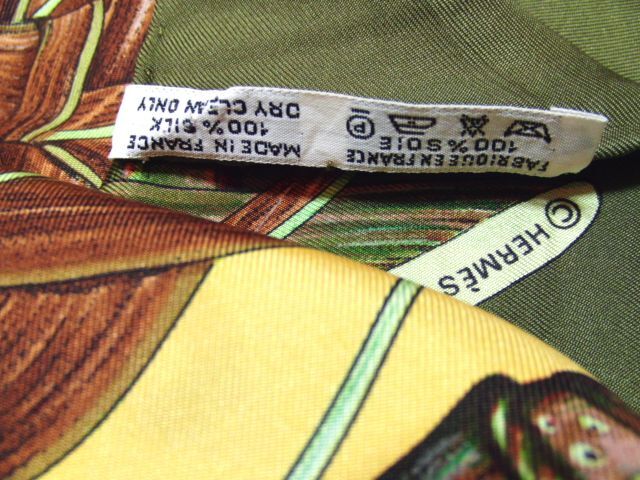 FABRIQUE EN FRANCE
100% SOIE
Ⓟ
MADE IN FRANCE
100% SILK
DRY CLEAN ONLY
© HERMÈS